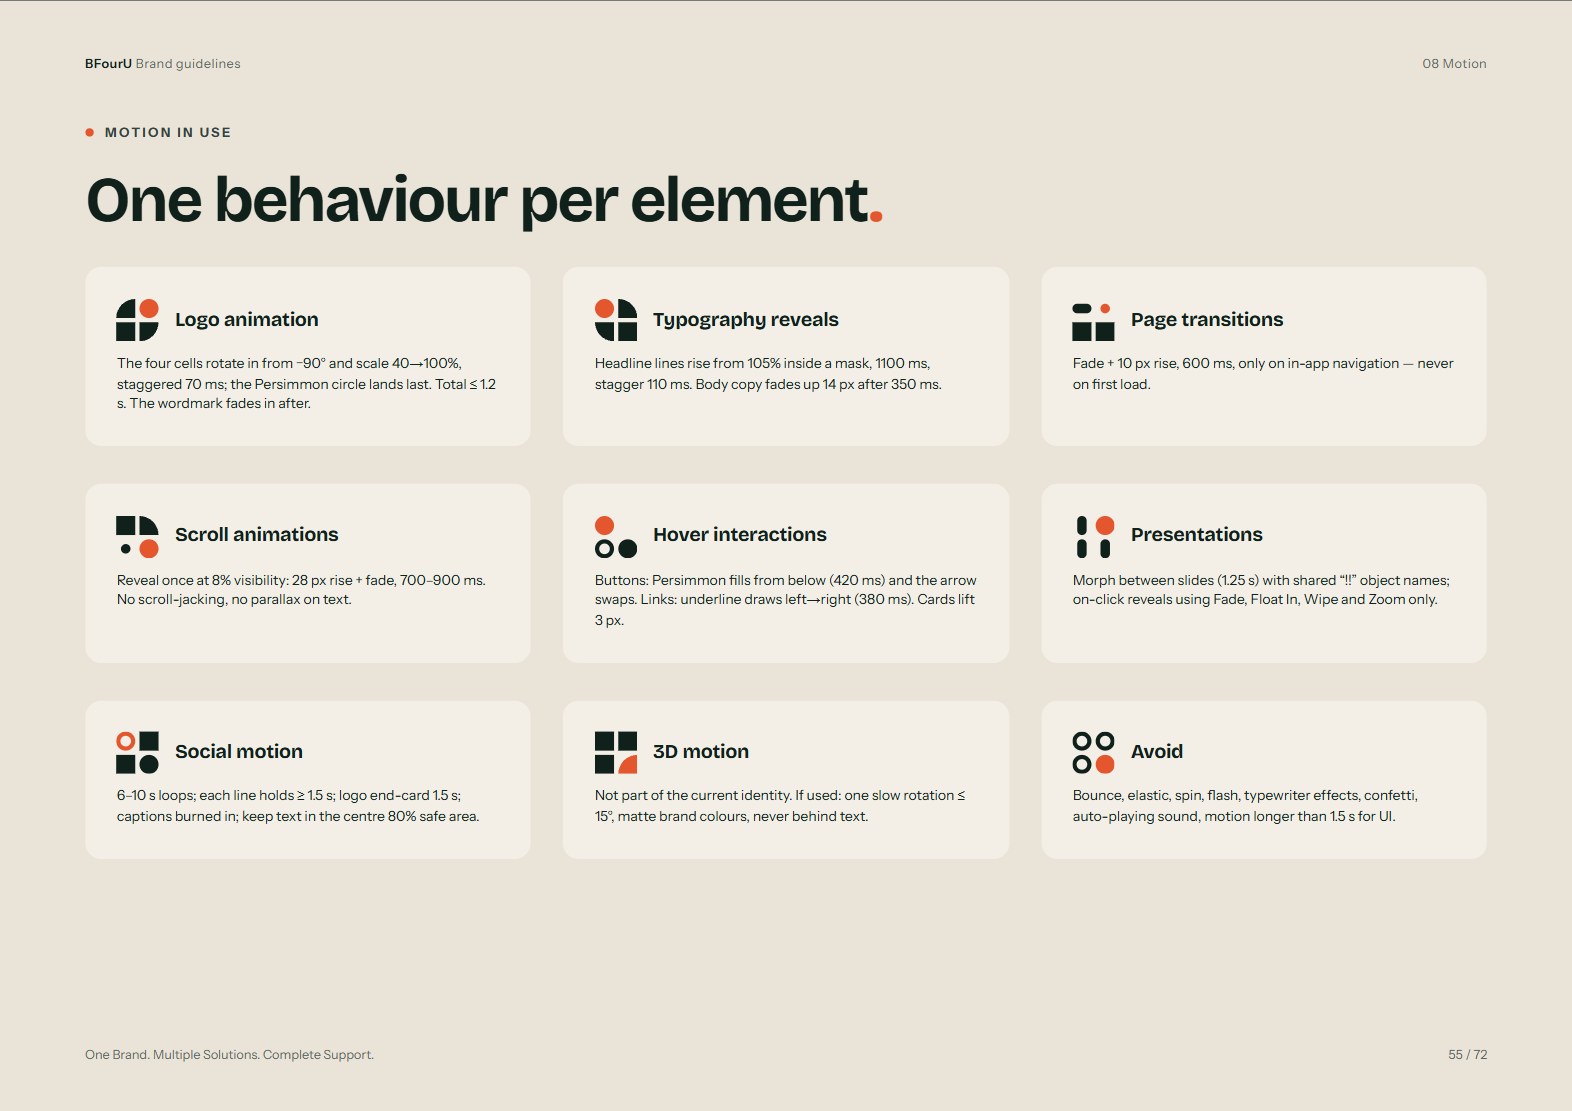 BFourU Brand guidelines
08 Motion
MOTION IN USE
One behaviour per element.
Logo animation
The four cells rotate in from −90° and scale 40→100%,
staggered 70 ms; the Persimmon circle lands last. Total ≤ 1.2
s. The wordmark fades in after.
Typography reveals
Headline lines rise from 105% inside a mask, 1100 ms,
stagger 110 ms. Body copy fades up 14 px after 350 ms.
Page transitions
Fade + 10 px rise, 600 ms, only on in-app navigation — never
on first load.
Scroll animations
Reveal once at 8% visibility: 28 px rise + fade, 700–900 ms.
No scroll-jacking, no parallax on text.
Hover interactions
Buttons: Persimmon fills from below (420 ms) and the arrow
swaps. Links: underline draws left→right (380 ms). Cards lift
3 px.
Presentations
Morph between slides (1.25 s) with shared “!!” object names;
on-click reveals using Fade, Float In, Wipe and Zoom only.
Social motion
6–10 s loops; each line holds ≥ 1.5 s; logo end-card 1.5 s;
captions burned in; keep text in the centre 80% safe area.
3D motion
Not part of the current identity. If used: one slow rotation ≤
15°, matte brand colours, never behind text.
Avoid
Bounce, elastic, spin, flash, typewriter effects, confetti,
auto-playing sound, motion longer than 1.5 s for UI.
One Brand. Multiple Solutions. Complete Support.
55 / 72